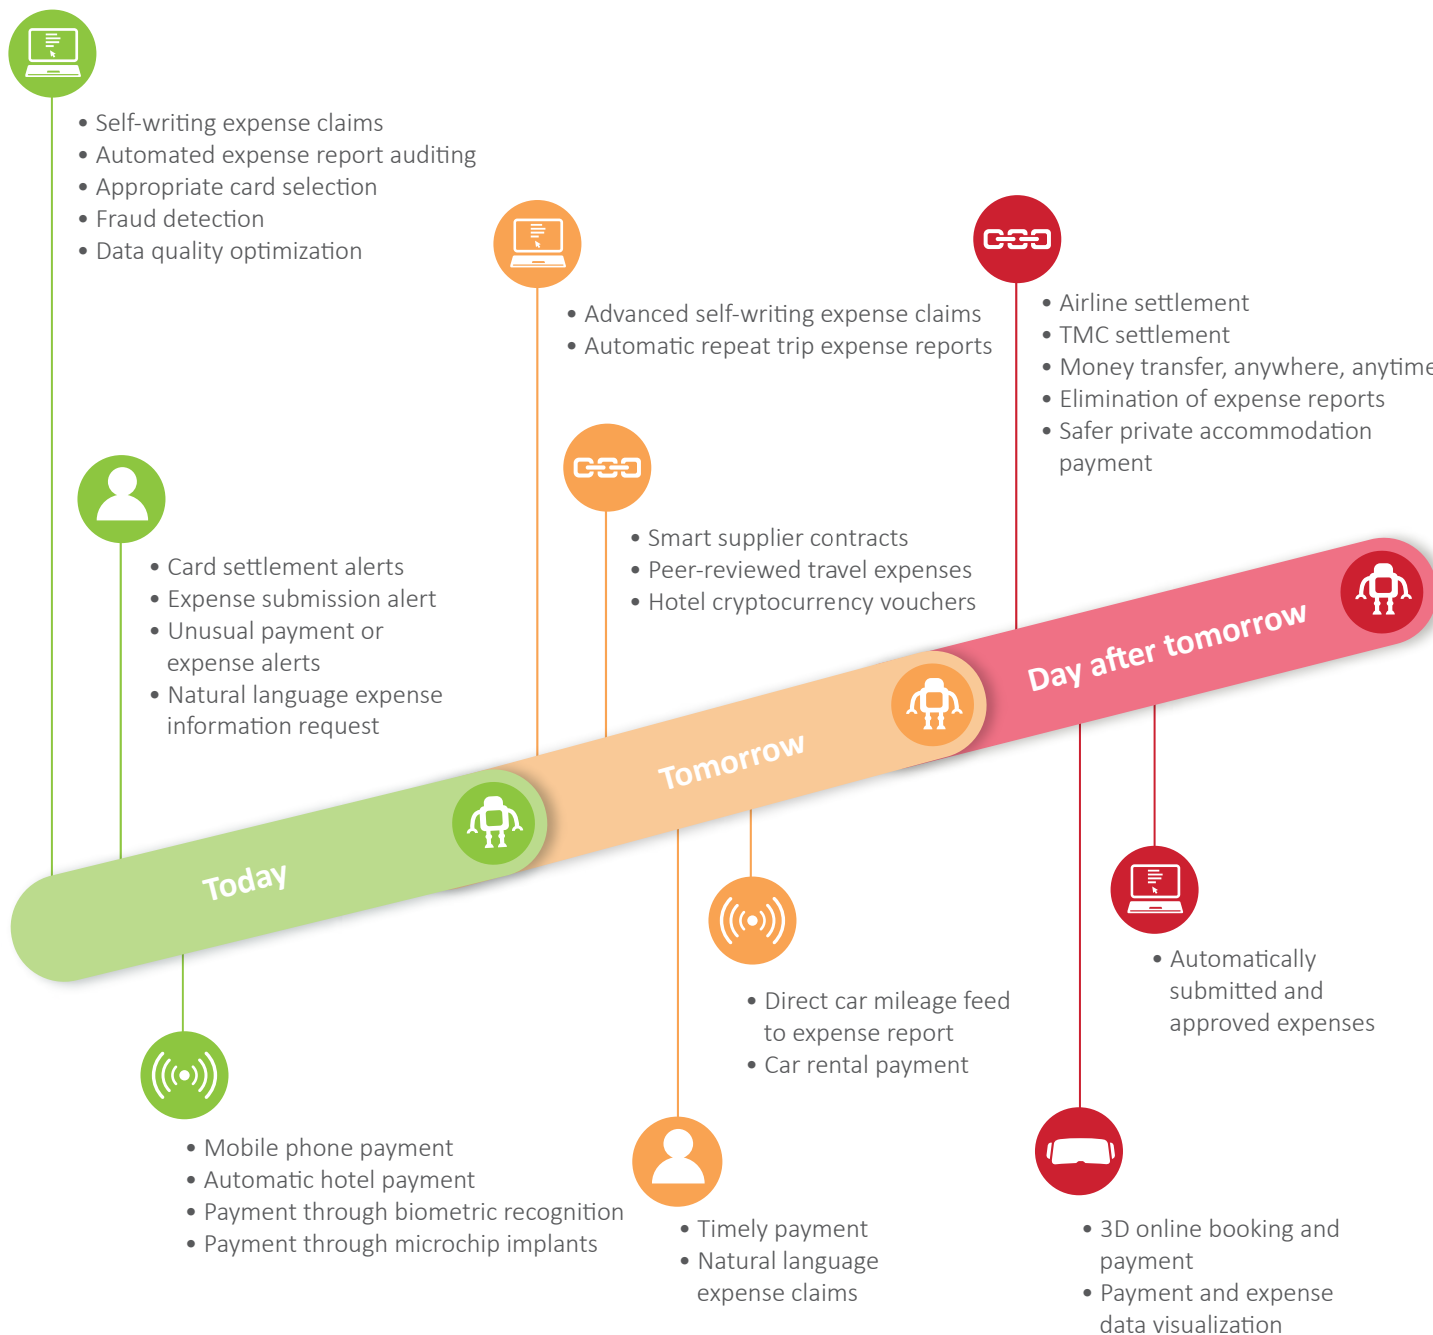 • Self-writing expense claims
• Automated expense report auditing
• Appropriate card selection
• Fraud detection
• Data quality optimization
• Advanced self-writing expense claims
• Automatic repeat trip expense reports
• Airline settlement
• TMC settlement
• Money transfer, anywhere, anytime
• Elimination of expense reports
• Safer private accommodation
payment
• Card settlement alerts
• Expense submission alert
• Unusual payment or
expense alerts
• Natural language expense
information request
• Smart supplier contracts
• Peer-reviewed travel expenses
• Hotel cryptocurrency vouchers
Today
Tomorrow
Day after tomorrow
• Mobile phone payment
• Automatic hotel payment
• Payment through biometric recognition
• Payment through microchip implants
• Direct car mileage feed
to expense report
• Car rental payment
• Timely payment
• Natural language
expense claims
• Automatically
submitted and
approved expenses
• 3D online booking and
payment
• Payment and expense
data visualization